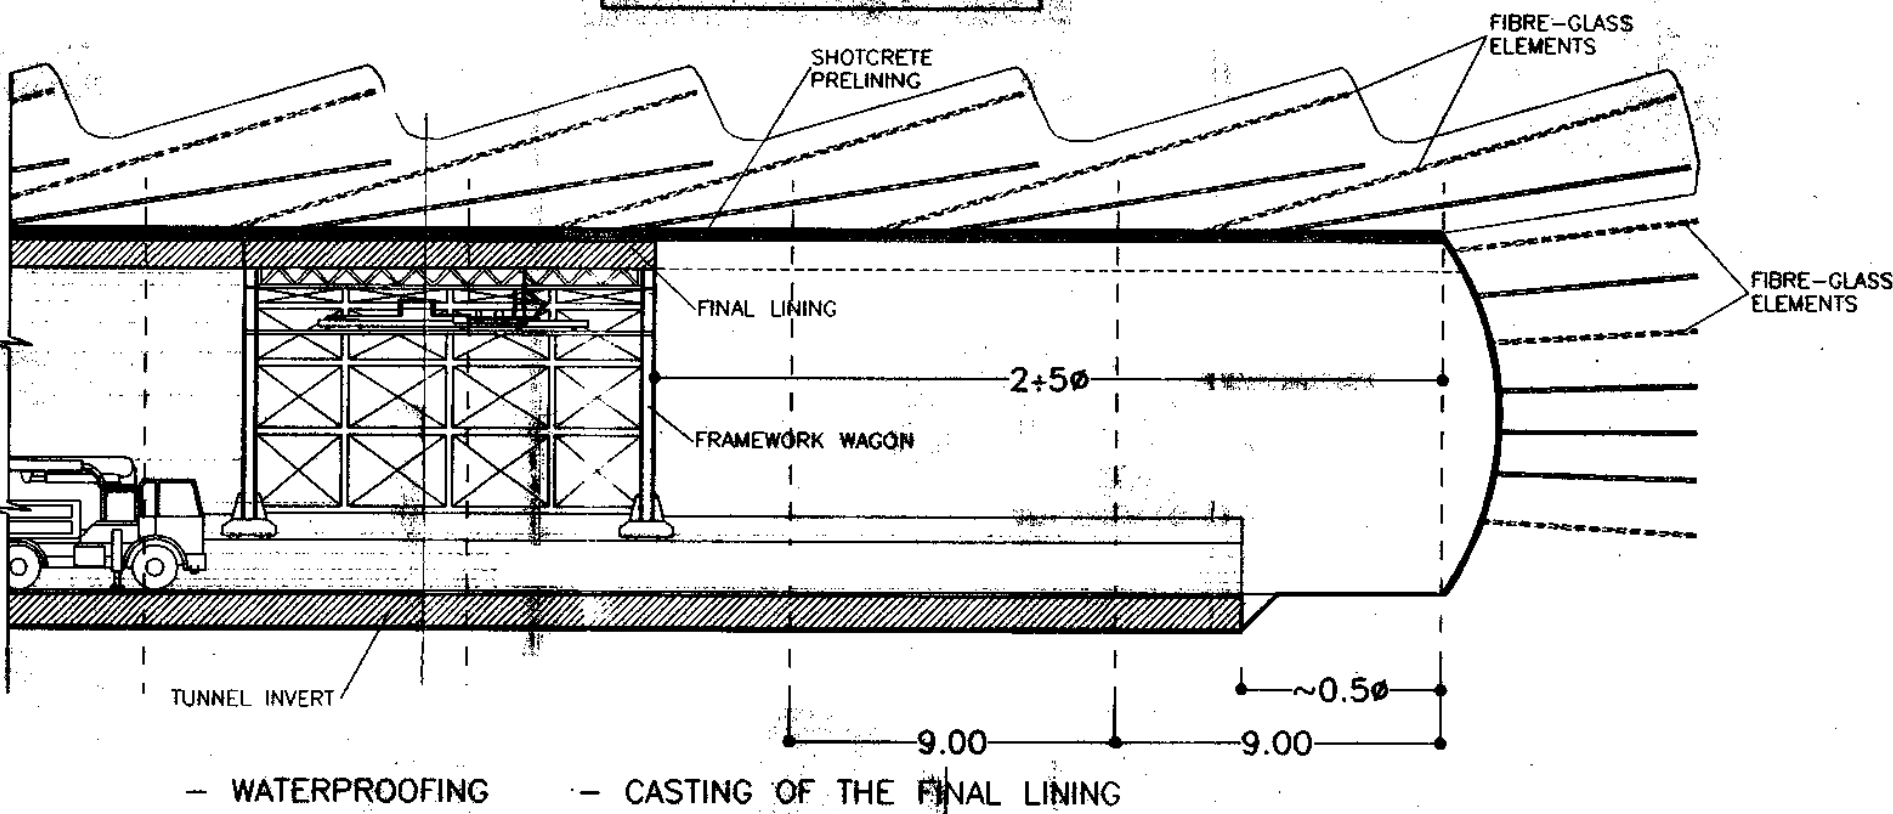 FIBRE-GLASS
ELEMENTS
SHOTCRETE
PRELINING
FIBRE-GLASS
ELEMENTS
FINAL LINING
2÷5ø
FRAMEWORK WAGON
TUNNEL INVERT
~0.5ø
9.00 9.00
- WATERPROOFING - CASTING OF THE FINAL LINING